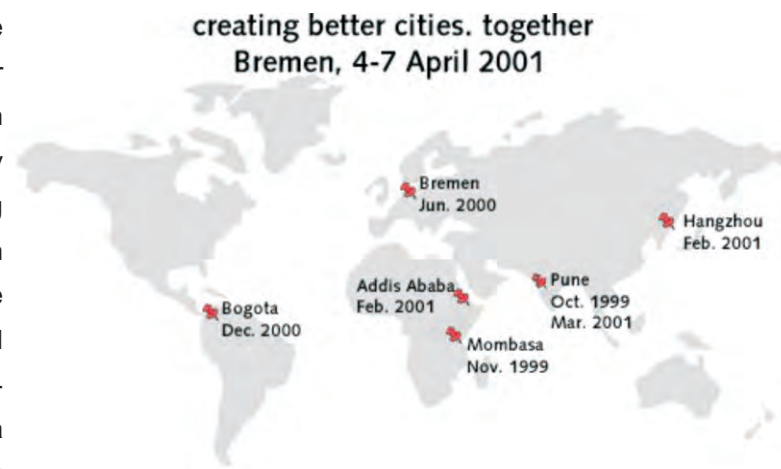 creating better cities. together
Bremen, 4-7 April 2001
Bremen
Jun. 2000
Hangzhou
Feb. 2001
Addis Ababa
Feb. 2001
Pune
Oct. 1999
Mar. 2001
Bogota
Dec. 2000
Mombasa
Nov. 1999